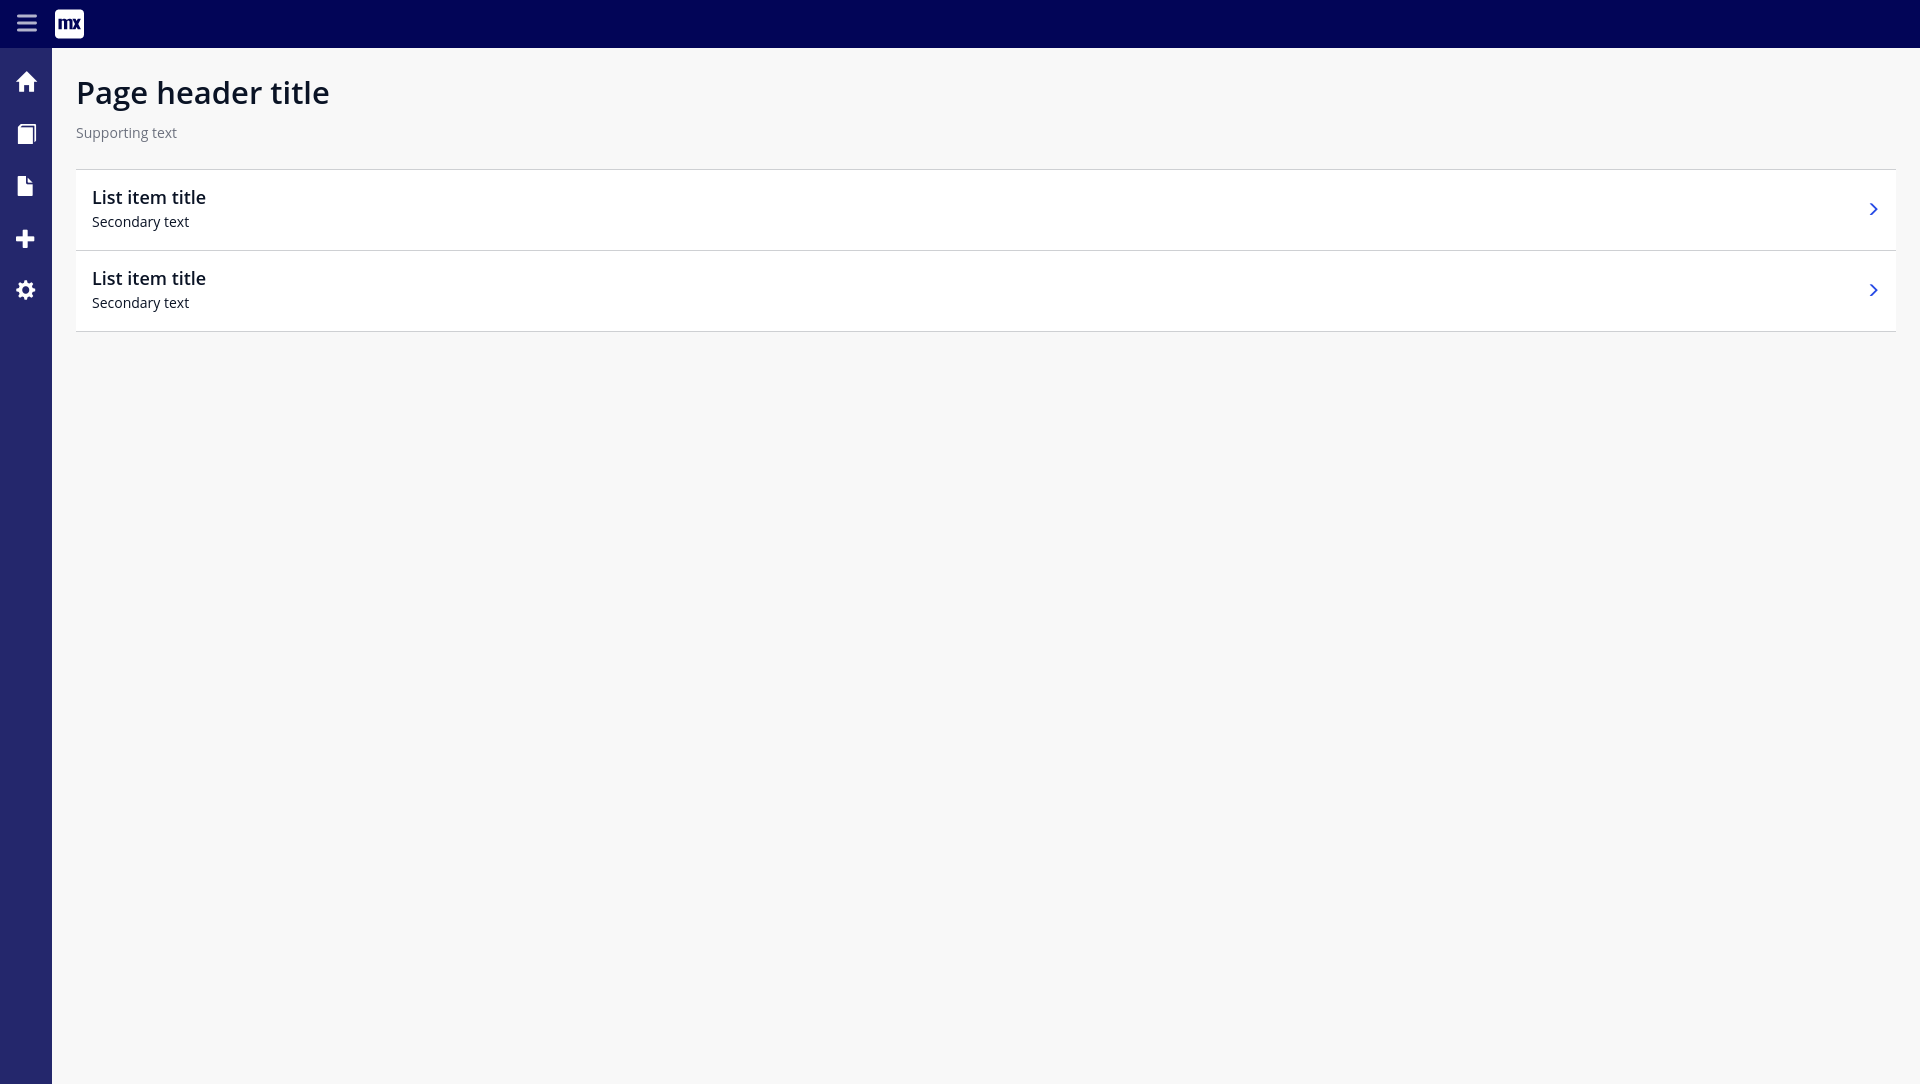 mx
Page header title
Supporting text
List item title
Secondary text
List item title
Secondary text